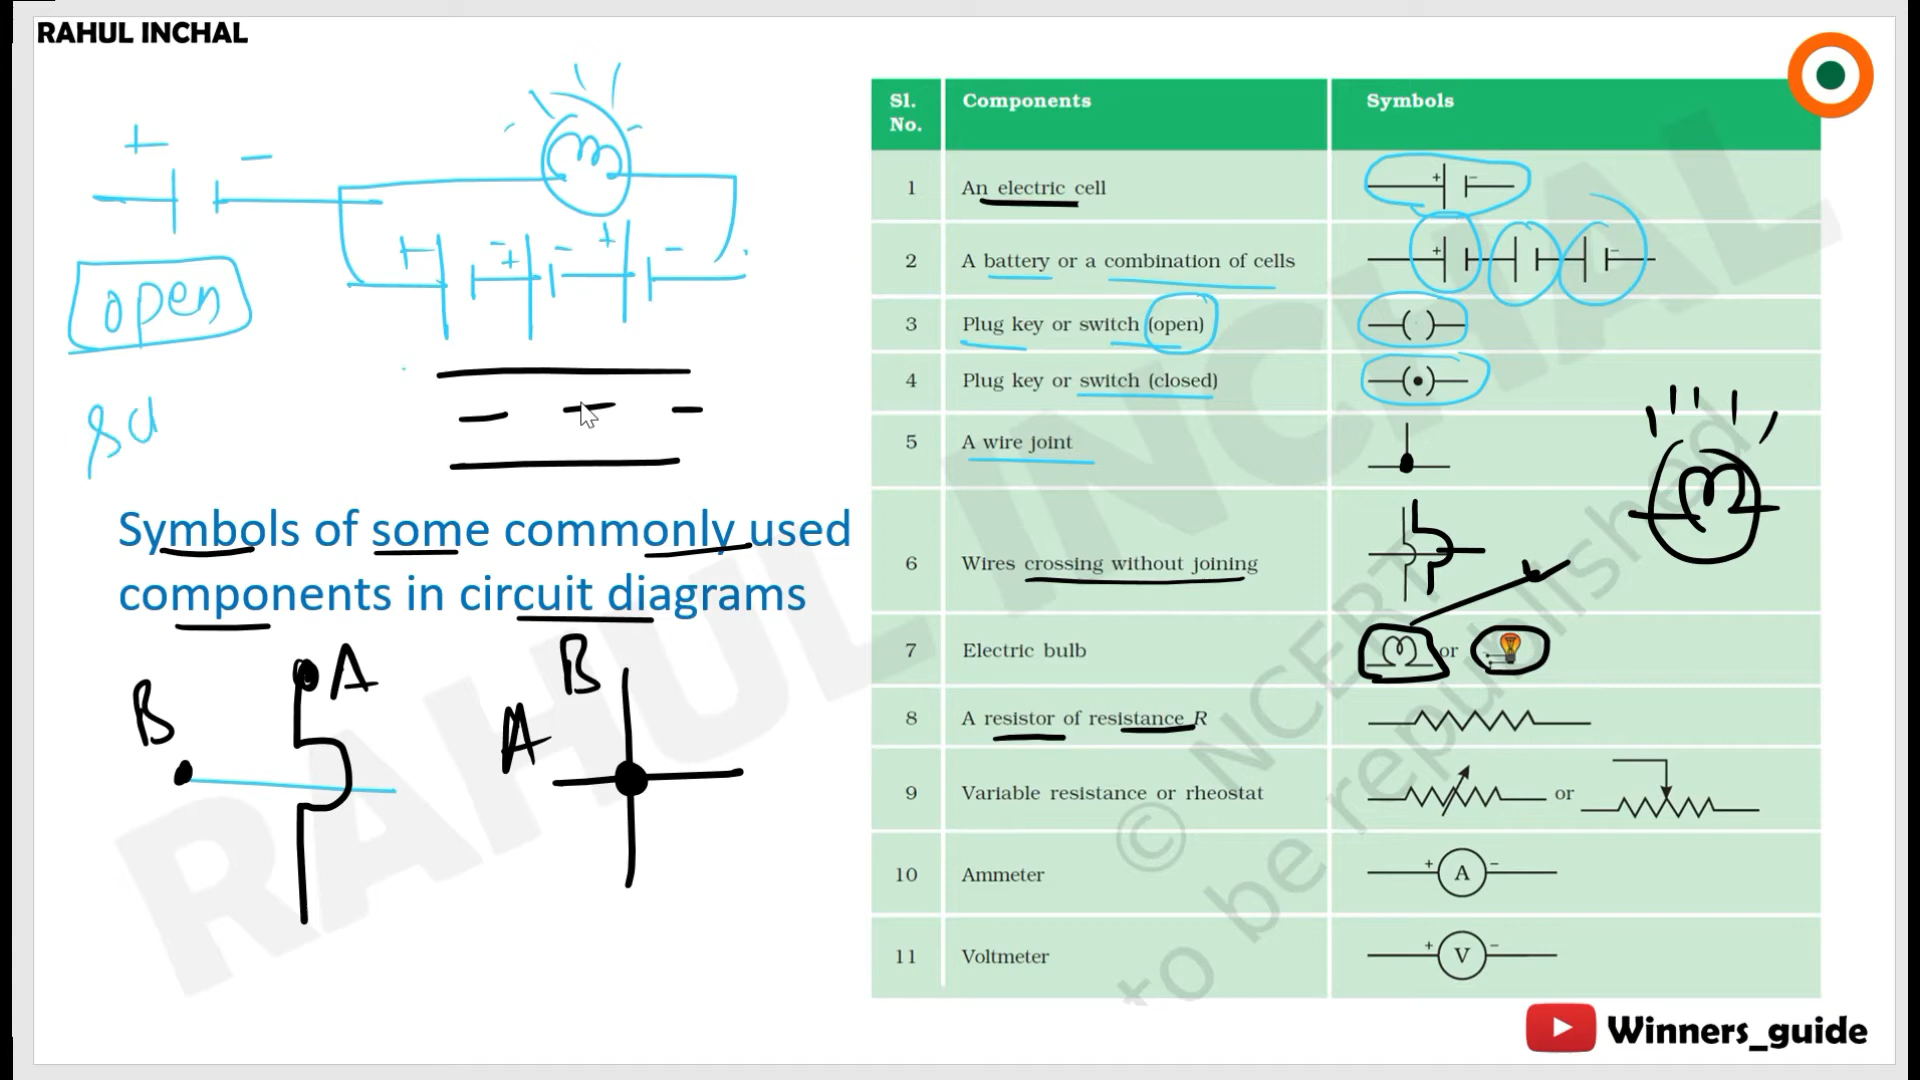 RAHUL INCHAL
+ -
+ - + - + -
open
Symbols of some commonly used
components in circuit diagrams
B A
B
A
Sl. No. Components Symbols
1 An electric cell + -
2 A battery or a combination of cells + -
3 Plug key or switch (open)
4 Plug key or switch (closed)
5 A wire joint
6 Wires crossing without joining
7 Electric bulb or
8 A resistor of resistance R
9 Variable resistance or rheostat or
10 Ammeter + A -
11 Voltmeter + V -
RAHUL INCHAL
© NCERT
to be republished
Winners_guide